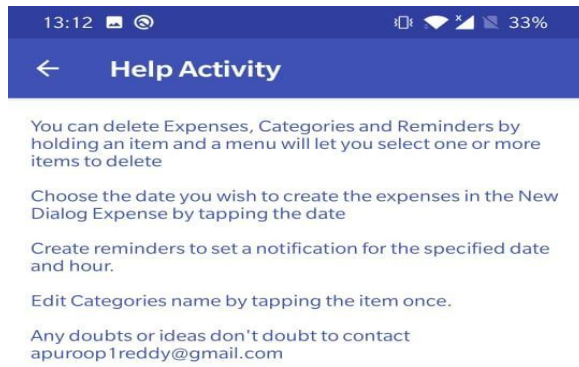 13:12 33%
Help Activity
You can delete Expenses, Categories and Reminders by
holding an item and a menu will let you select one or more
items to delete
Choose the date you wish to create the expenses in the New
Dialog Expense by tapping the date
Create reminders to set a notification for the specified date
and hour.
Edit Categories name by tapping the item once.
Any doubts or ideas don't doubt to contact
apuroop1reddy@gmail.com